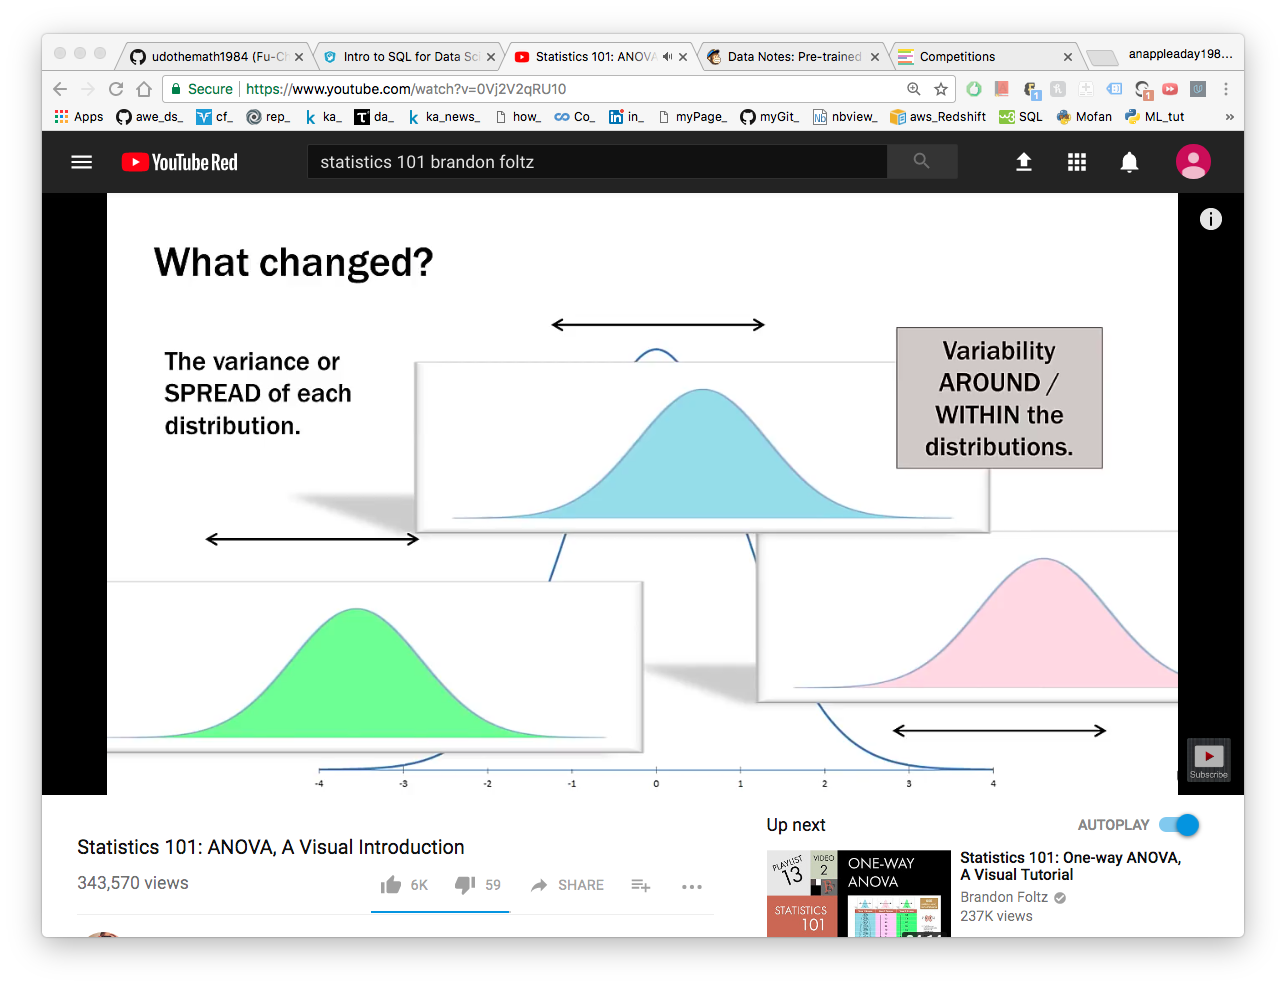 udothemath1984 (Fu-Ch
Intro to SQL for Data Sci
Statistics 101: ANOVA
Data Notes: Pre-trained
Competitions
anappleaday198...
Secure
https://www.youtube.com/watch?v=0Vj2V2qRU10
Apps
awe_ds_
cf_
rep_
ka_
da_
ka_news_
how_
Co_
in_
myPage_
myGit_
nbview_
aws_Redshift
SQL
Mofan
ML_tut
»
YouTube Red
statistics 101 brandon foltz
What changed?
The variance or
SPREAD of each
distribution.
Variability
AROUND /
WITHIN the
distributions.
-4 -3 -2 -1 0 1 2 3 4
Subscribe
Statistics 101: ANOVA, A Visual Introduction
343,570 views
6K
59
SHARE
Up next
AUTOPLAY
PLAYLIST
13
VIDEO
2
STATISTICS
101
ONE-WAY
ANOVA
Statistics 101: One-way ANOVA,
A Visual Tutorial
Brandon Foltz
237K views